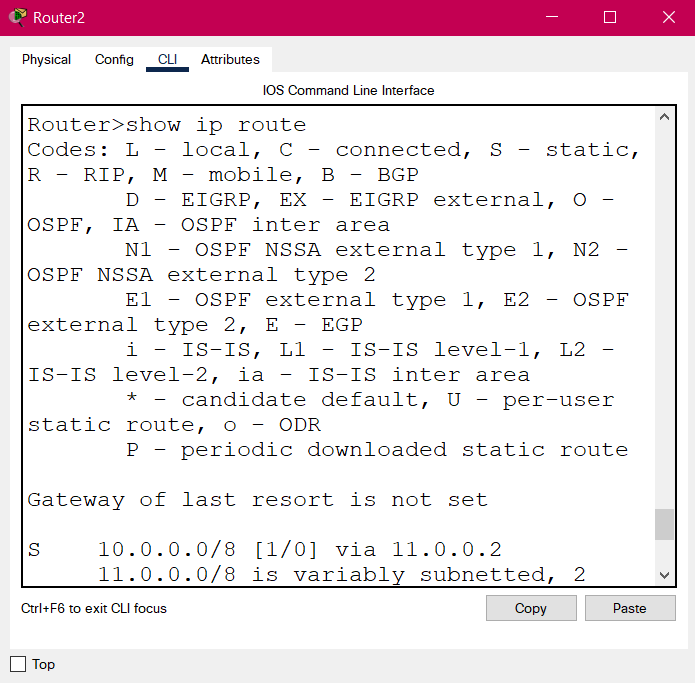 Router2
Physical Config CLI Attributes
IOS Command Line Interface
Router>show ip route
Codes: L - local, C - connected, S - static,
R - RIP, M - mobile, B - BGP
D - EIGRP, EX - EIGRP external, O -
OSPF, IA - OSPF inter area
N1 - OSPF NSSA external type 1, N2 -
OSPF NSSA external type 2
E1 - OSPF external type 1, E2 - OSPF
external type 2, E - EGP
i - IS-IS, L1 - IS-IS level-1, L2 -
IS-IS level-2, ia - IS-IS inter area
* - candidate default, U - per-user
static route, o - ODR
P - periodic downloaded static route
Gateway of last resort is not set
S 10.0.0.0/8 [1/0] via 11.0.0.2
11.0.0.0/8 is variably subnetted, 2
Ctrl+F6 to exit CLI focus
Copy Paste
Top